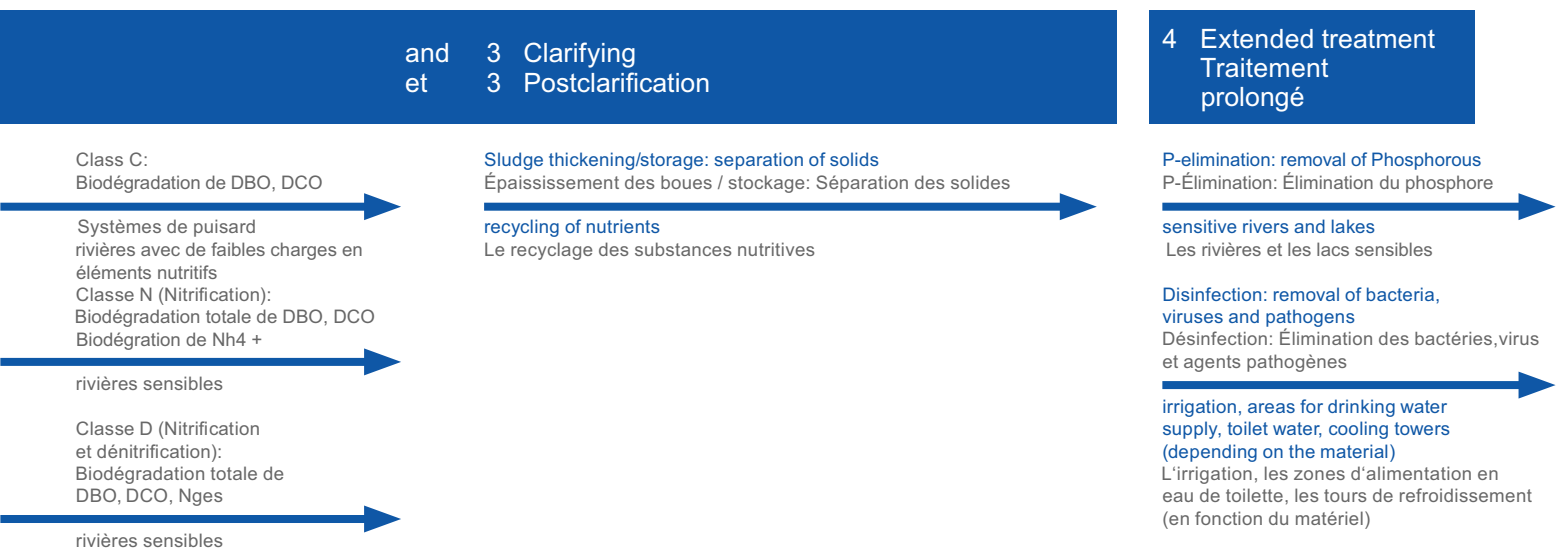 and 3 Clarifying
et 3 Postclarification
4 Extended treatment
Traitement
prolongé
Class C:
Biodégradation de DBO, DCO
Systèmes de puisard
rivières avec de faibles charges en
éléments nutritifs
Classe N (Nitrification):
Biodégradation totale de DBO, DCO
Biodégration de Nh4 +
rivières sensibles
Classe D (Nitrification
et dénitrification):
Biodégradation totale de
DBO, DCO, Nges
rivières sensibles
Sludge thickening/storage: separation of solids
Épaississement des boues / stockage: Séparation des solides
recycling of nutrients
Le recyclage des substances nutritives
P-elimination: removal of Phosphorous
P-Élimination: Élimination du phosphore
sensitive rivers and lakes
Les rivières et les lacs sensibles
Disinfection: removal of bacteria,
viruses and pathogens
Désinfection: Élimination des bactéries,virus
et agents pathogènes
irrigation, areas for drinking water
supply, toilet water, cooling towers
(depending on the material)
L‘irrigation, les zones d‘alimentation en
eau de toilette, les tours de refroidissement
(en fonction du matériel)